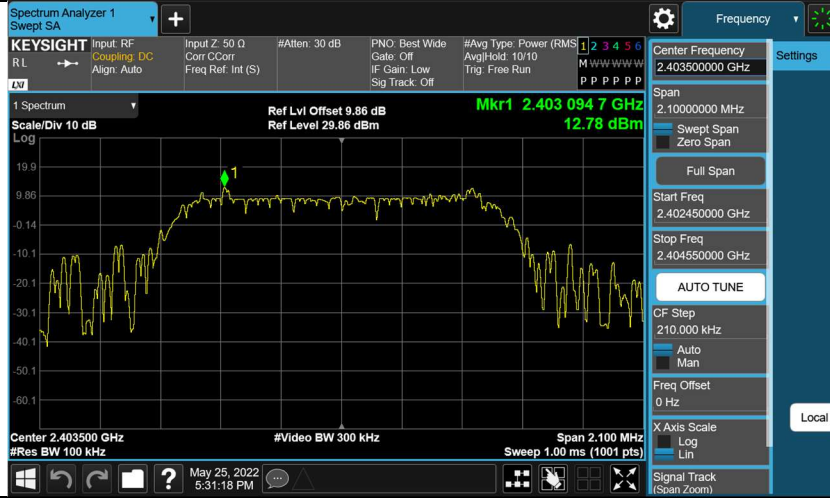 Spectrum Analyzer 1
Swept SA
+
Frequency
KEYSIGHT
R L
LXI
Input: RF
Coupling: DC
Align: Auto
Input Z: 50 Ω
Corr CCorr
Freq Ref: Int (S)
#Atten: 30 dB
PNO: Best Wide
Gate: Off
IF Gain: Low
Sig Track: Off
#Avg Type: Power (RMS
Avg|Hold: 10/10
Trig: Free Run
1 2 3 4 5 6
M W W W W W
P P P P P P
1 Spectrum
Scale/Div 10 dB
Log
Ref Lvl Offset 9.86 dB
Ref Level 29.86 dBm
Mkr1 2.403 094 7 GHz
12.78 dBm
1
19.9
9.86
-0.14
-10.1
-20.1
-30.1
-40.1
-50.1
-60.1
Center 2.403500 GHz
#Res BW 100 kHz
#Video BW 300 kHz
Span 2.100 MHz
Sweep 1.00 ms (1001 pts)
May 25, 2022
5:31:18 PM
?
Center Frequency
2.403500000 GHz
Span
2.10000000 MHz
Swept Span
Zero Span
Full Span
Start Freq
2.402450000 GHz
Stop Freq
2.404550000 GHz
AUTO TUNE
CF Step
210.000 kHz
Auto
Man
Freq Offset
0 Hz
X Axis Scale
Log
Lin
Signal Track
(Span Zoom)
Settings
Local